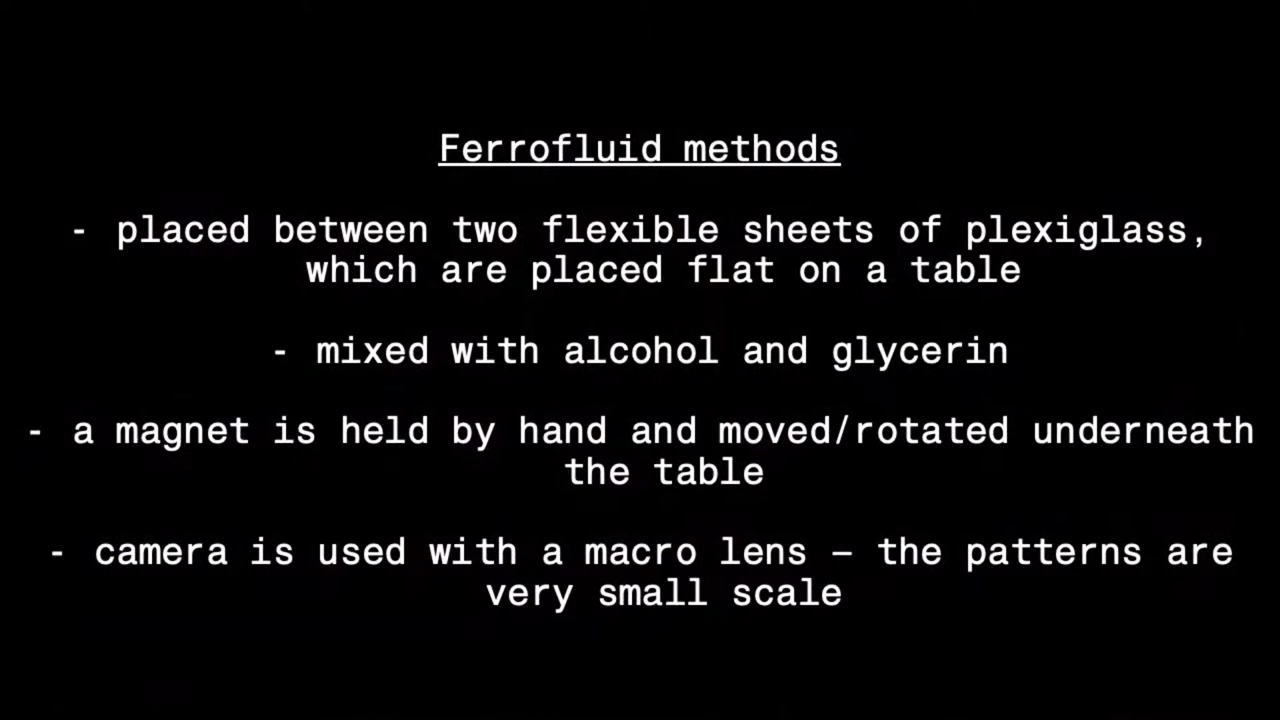 Ferrofluid methods
- placed between two flexible sheets of plexiglass,
which are placed flat on a table
- mixed with alcohol and glycerin
- a magnet is held by hand and moved/rotated underneath
the table
- camera is used with a macro lens – the patterns are
very small scale